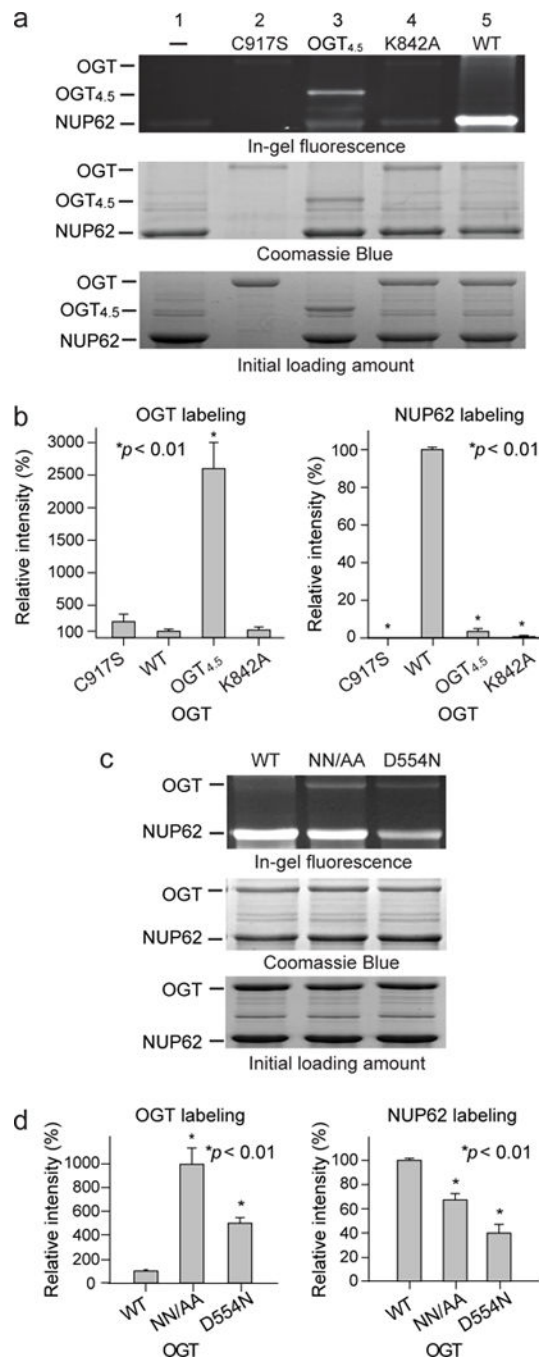 a
1 2 3 4 5
— C917S OGT4.5 K842A WT
OGT
OGT4.5
NUP62
In-gel fluorescence
OGT
OGT4.5
NUP62
Coomassie Blue
OGT
OGT4.5
NUP62
Initial loading amount
b
OGT labeling
*p < 0.01
*
Relative intensity (%)
3000
2500
2000
1500
1000
500
100
C917S WT OGT4.5 K842A
OGT
NUP62 labeling
*p < 0.01
Relative intensity (%)
100
80
60
40
20
0
* * *
C917S WT OGT4.5 K842A
OGT
c
WT NN/AA D554N
OGT
NUP62
In-gel fluorescence
OGT
NUP62
Coomassie Blue
OGT
NUP62
Initial loading amount
d
OGT labeling
*p < 0.01
* *
Relative intensity (%)
1000
800
600
400
200
0
WT NN/AA D554N
OGT
NUP62 labeling
*p < 0.01
* *
Relative intensity (%)
100
80
60
40
20
0
WT NN/AA D554N
OGT